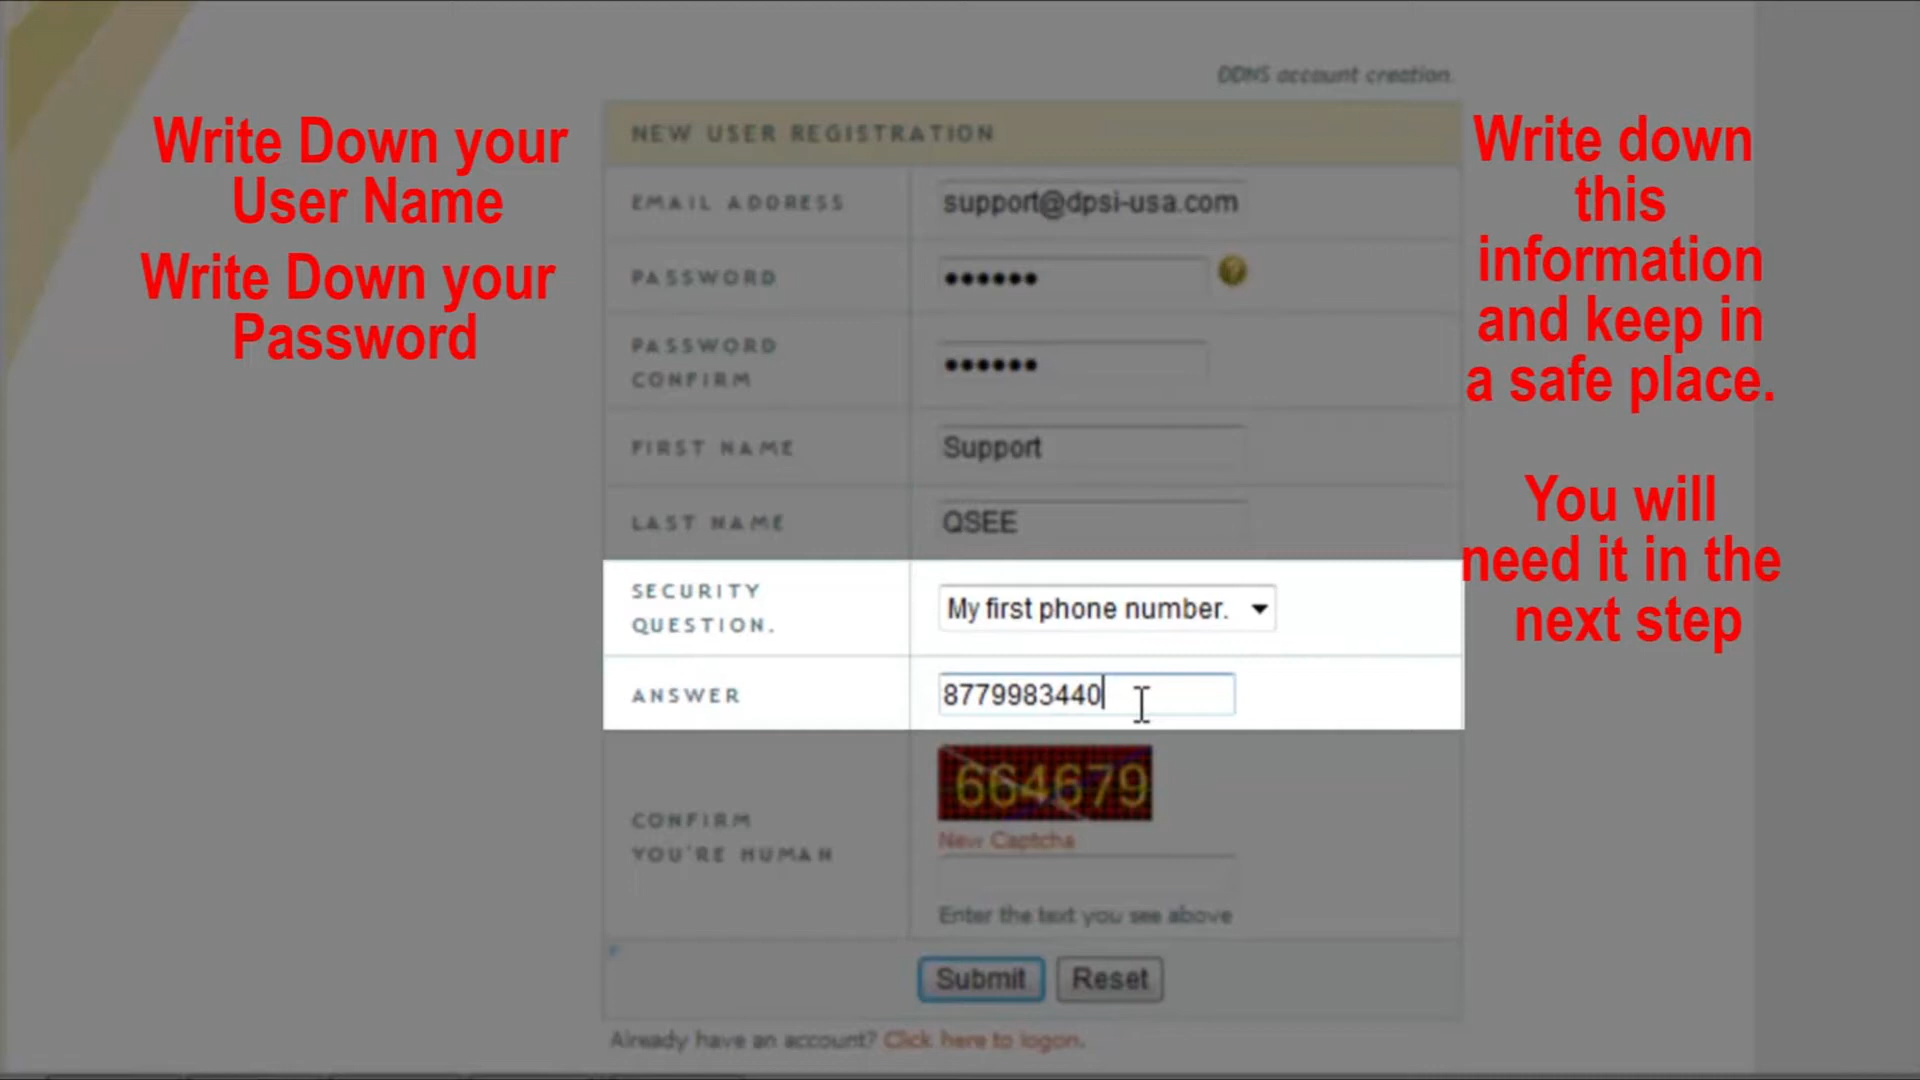 DDNS account creation.
Write Down your
User Name
Write Down your
Password
NEW USER REGISTRATION
EMAIL ADDRESS
support@dpsi-usa.com
PASSWORD
••••••
?
PASSWORD
CONFIRM
••••••
FIRST NAME
Support
LAST NAME
QSEE
SECURITY
QUESTION.
My first phone number.
ANSWER
8779983440
664679
New Captcha
CONFIRM
YOU'RE HUMAN
Enter the text you see above
Submit
Reset
Already have an account? Click here to logon.
Write down
this
information
and keep in
a safe place.
You will
need it in the
next step